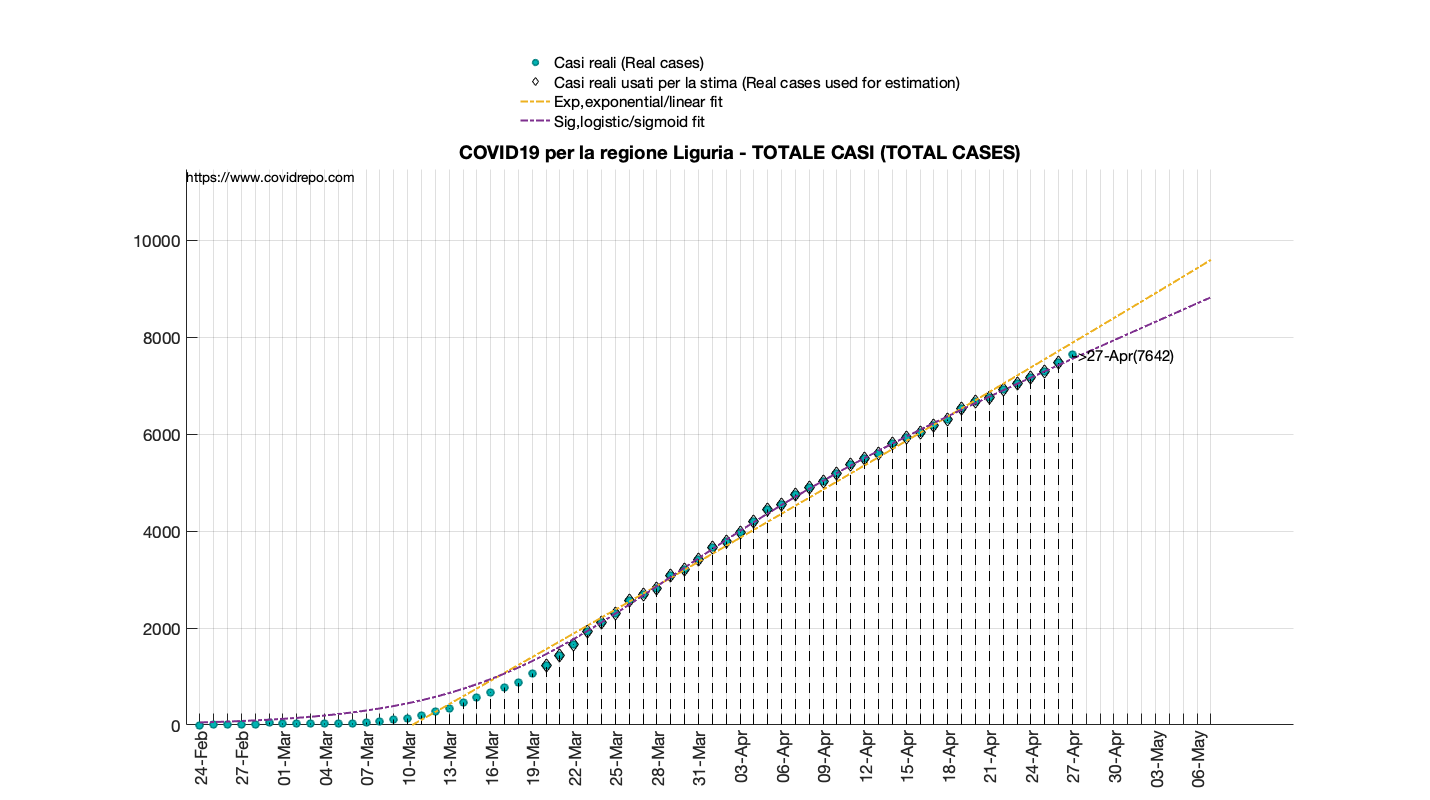 Casi reali (Real cases)
Casi reali usati per la stima (Real cases used for estimation)
Exp,exponential/linear fit
Sig,logistic/sigmoid fit
COVID19 per la regione Liguria - TOTALE CASI (TOTAL CASES)
https://www.covidrepo.com
10000
8000
>27-Apr(7642)
6000
4000
2000
0
24-Feb
27-Feb
01-Mar
04-Mar
07-Mar
10-Mar
13-Mar
16-Mar
19-Mar
22-Mar
25-Mar
28-Mar
31-Mar
03-Apr
06-Apr
09-Apr
12-Apr
15-Apr
18-Apr
21-Apr
24-Apr
27-Apr
30-Apr
03-May
06-May